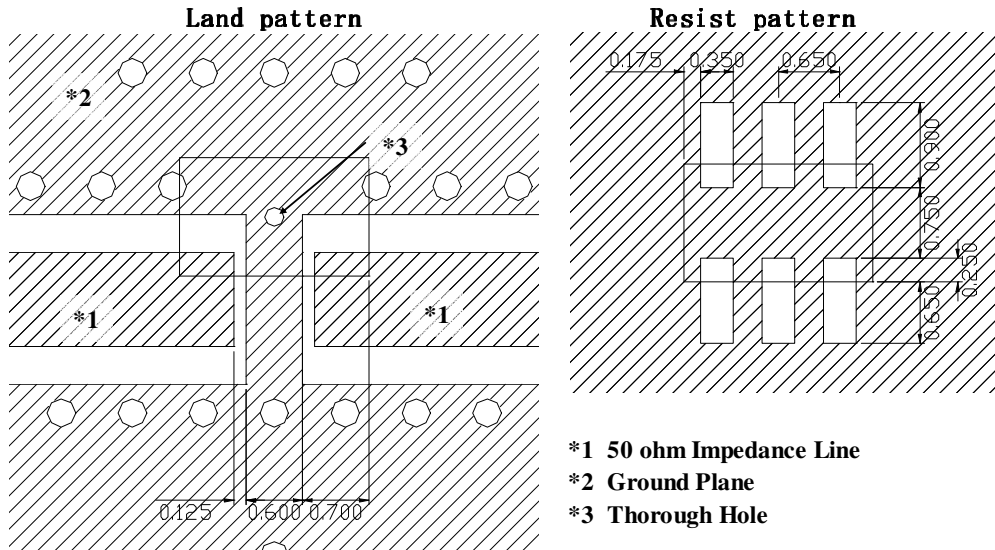 Land pattern
*2
*3
*1
*1
0.125
0.600
0.700
Resist pattern
0.175
0.350
0.650
0.900
0.750
0.250
0.650
*1 50 ohm Impedance Line
*2 Ground Plane
*3 Thorough Hole